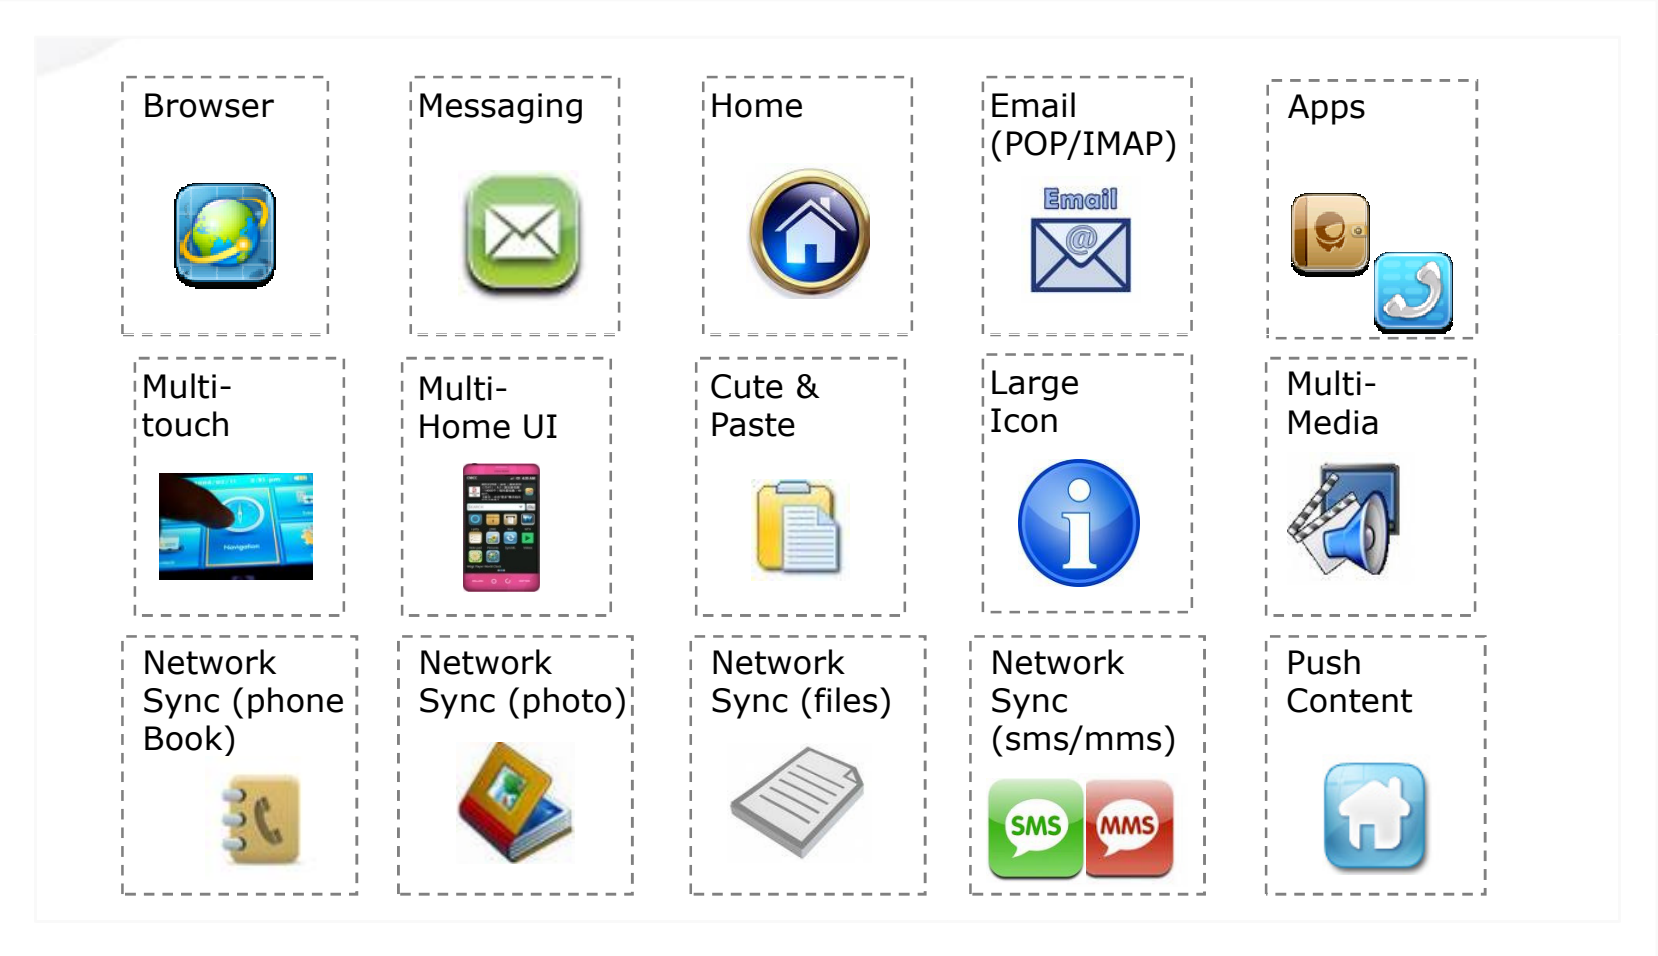 Browser
Messaging
Home
Email
(POP/IMAP)
Apps
Email
@
Multi-
touch
Multi-
Home UI
Cute &
Paste
Large
Icon
Multi-
Media
Navigation
Network
Sync (phone
Book)
Network
Sync (photo)
Network
Sync (files)
Network
Sync
(sms/mms)
Push
Content
SMS
MMS